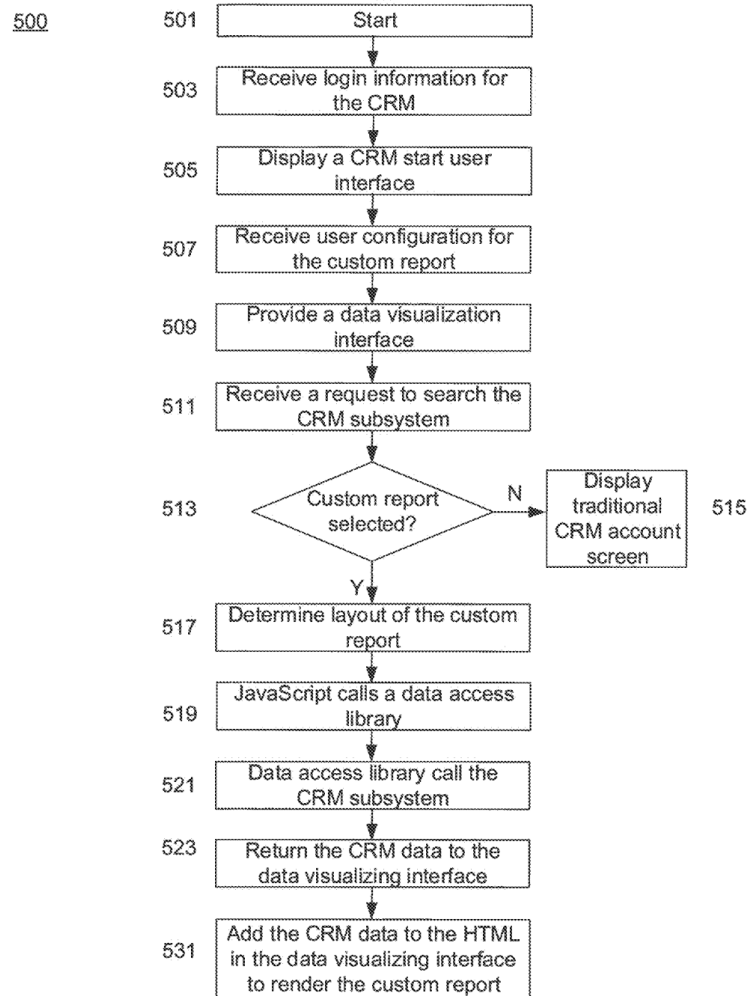 500
501
Start
503
Receive login information for
the CRM
505
Display a CRM start user
interface
507
Receive user configuration for
the custom report
509
Provide a data visualization
interface
511
Receive a request to search the
CRM subsystem
513
Custom report
selected?
N
Display
traditional
CRM account
screen
515
Y
517
Determine layout of the custom
report
519
JavaScript calls a data access
library
521
Data access library call the
CRM subsystem
523
Return the CRM data to the
data visualizing interface
531
Add the CRM data to the HTML
in the data visualizing interface
to render the custom report